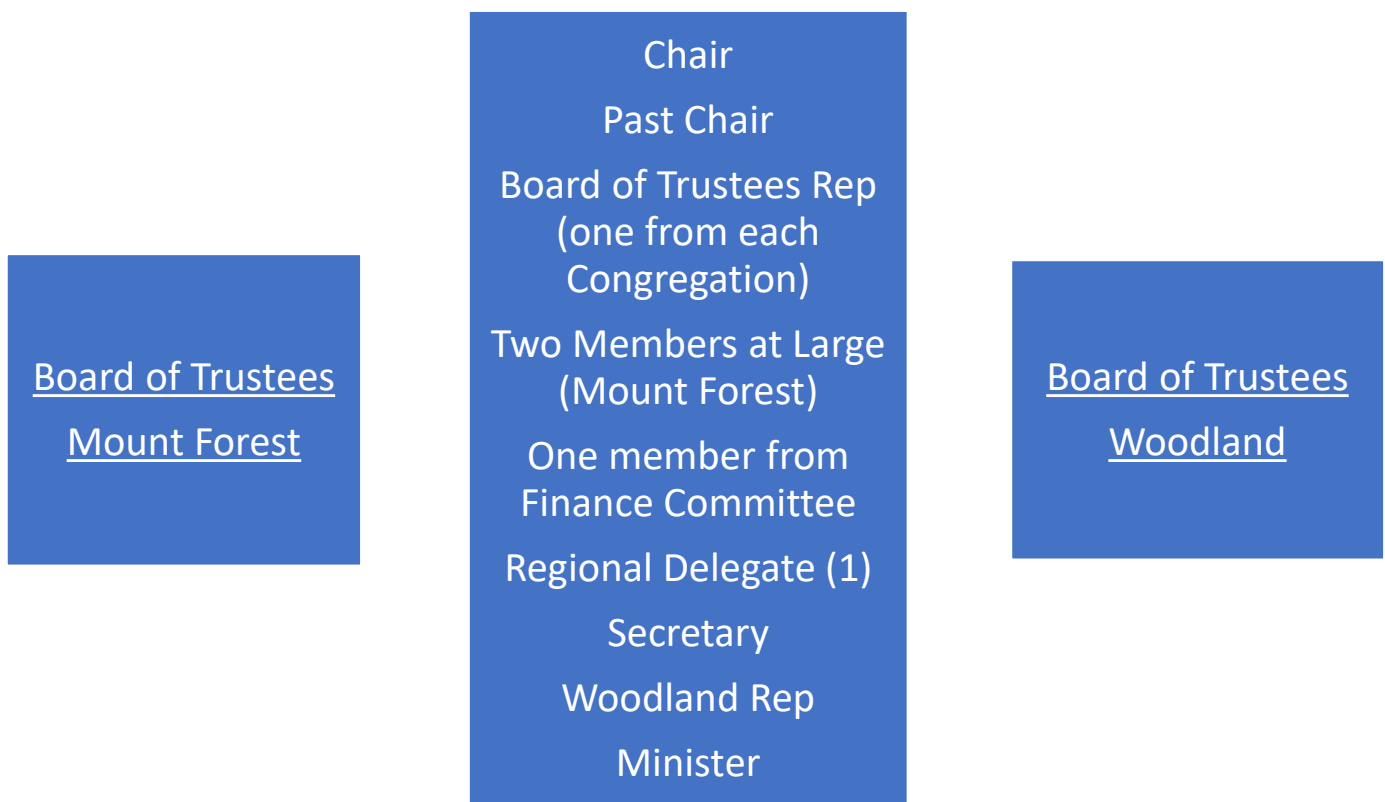 Board of Trustees
Mount Forest
Chair
Past Chair
Board of Trustees Rep
(one from each
Congregation)
Two Members at Large
(Mount Forest)
One member from
Finance Committee
Regional Delegate (1)
Secretary
Woodland Rep
Minister
Board of Trustees
Woodland